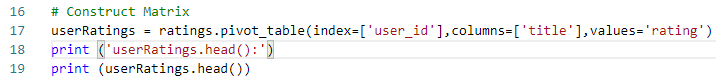 16 # Construct Matrix
17 userRatings = ratings.pivot_table(index=['user_id'],columns=['title'],values='rating')
18 print ('userRatings.head():')
19 print (userRatings.head())